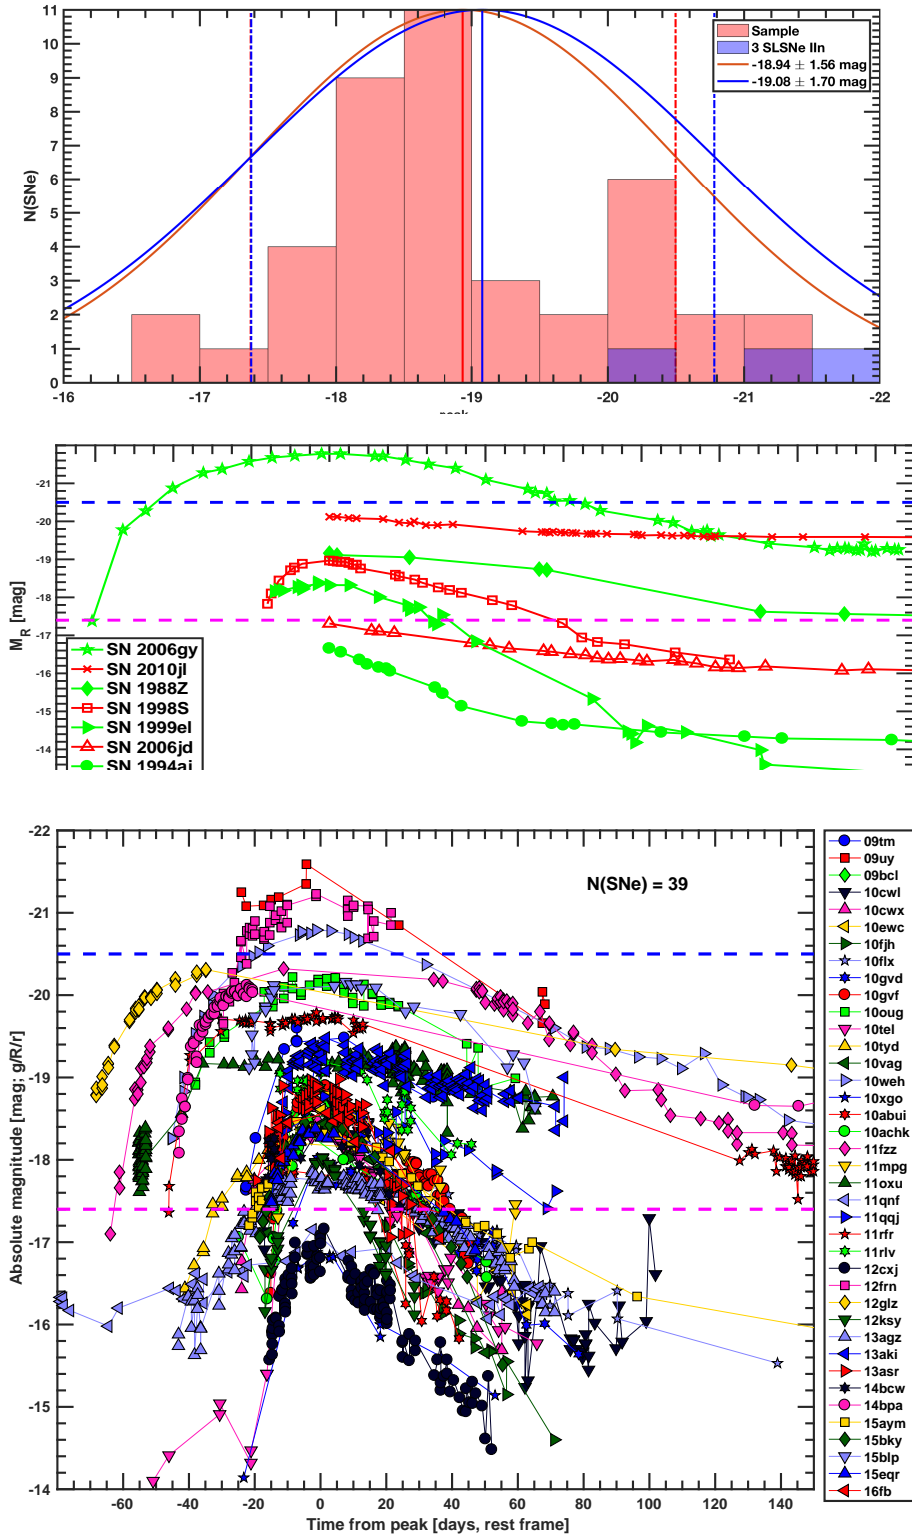 11
10
9
8
7
6
5
4
3
2
1
0
N(SNe)
Sample
3 SLSNe IIn
-18.94 ± 1.56 mag
-19.08 ± 1.70 mag
-16 -17 -18 -19 -20 -21 -22
-21
-20
-19
-18
-17
-16
-15
-14
M_R [mag]
SN 2006gy
SN 2010jl
SN 1988Z
SN 1998S
SN 1999el
SN 2006jd
SN 1994aj
-22
-21
-20
-19
-18
-17
-16
-15
-14
Absolute magnitude [mag; g/R/r]
N(SNe) = 39
-60 -40 -20 0 20 40 60 80 100 120 140
Time from peak [days, rest frame]
09tm
09uy
09bcl
10cwl
10cwx
10ewc
10fjh
10flx
10gvd
10gvf
10oug
10tel
10tyd
10vag
10weh
10xgo
10abui
10achk
11fzz
11mpg
11oxu
11qnf
11qqj
11rfr
11rlv
12cxj
12frn
12glz
12ksy
13agz
13aki
13asr
14bcw
14bpa
15aym
15bky
15blp
15eqr
16fb